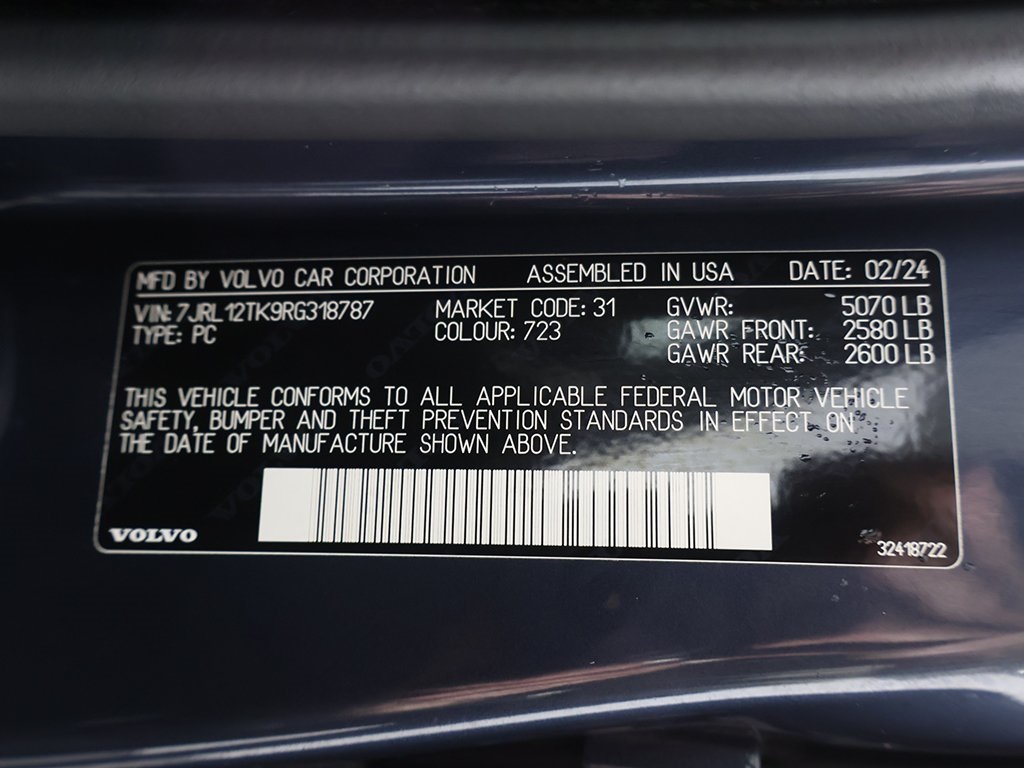 MFD BY VOLVO CAR CORPORATION ASSEMBLED IN USA DATE: 02/24
VIN: 7JRL12TK9RG318787 MARKET CODE: 31 GVWR: 5070 LB
TYPE: PC COLOUR: 723 GAWR FRONT: 2580 LB
GAWR REAR: 2600 LB
THIS VEHICLE CONFORMS TO ALL APPLICABLE FEDERAL MOTOR VEHICLE
SAFETY, BUMPER AND THEFT PREVENTION STANDARDS IN EFFECT ON
THE DATE OF MANUFACTURE SHOWN ABOVE.
VOLVO
32418722